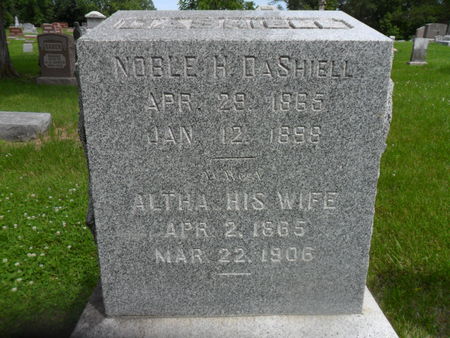 NOBLE H. DASHIELL
APR. 29. 1865
JAN. 12. 1898
ALTHA. HIS WIFE
APR. 2. 1865
MAR. 22. 1906